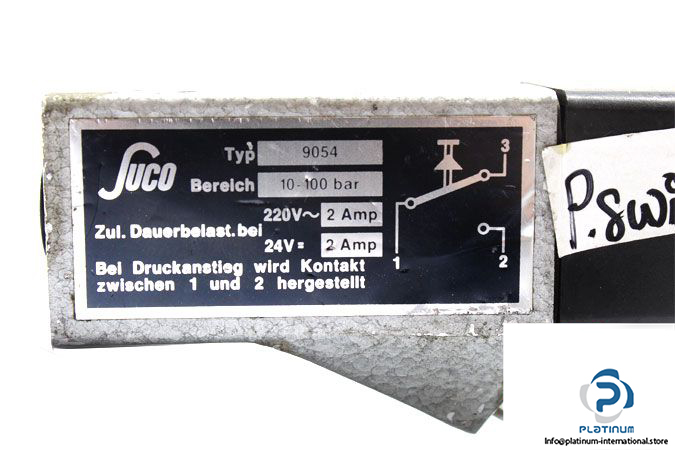 SUCO
Typ 9054
Bereich 10-100 bar
Zul. Dauerbelast. bei 220V~ 2 Amp
24V= 2 Amp
Bei Druckanstieg wird Kontakt
zwischen 1 und 2 hergestellt
3
1
2
P.swi
PLATINUM
Info@platinum-international.store